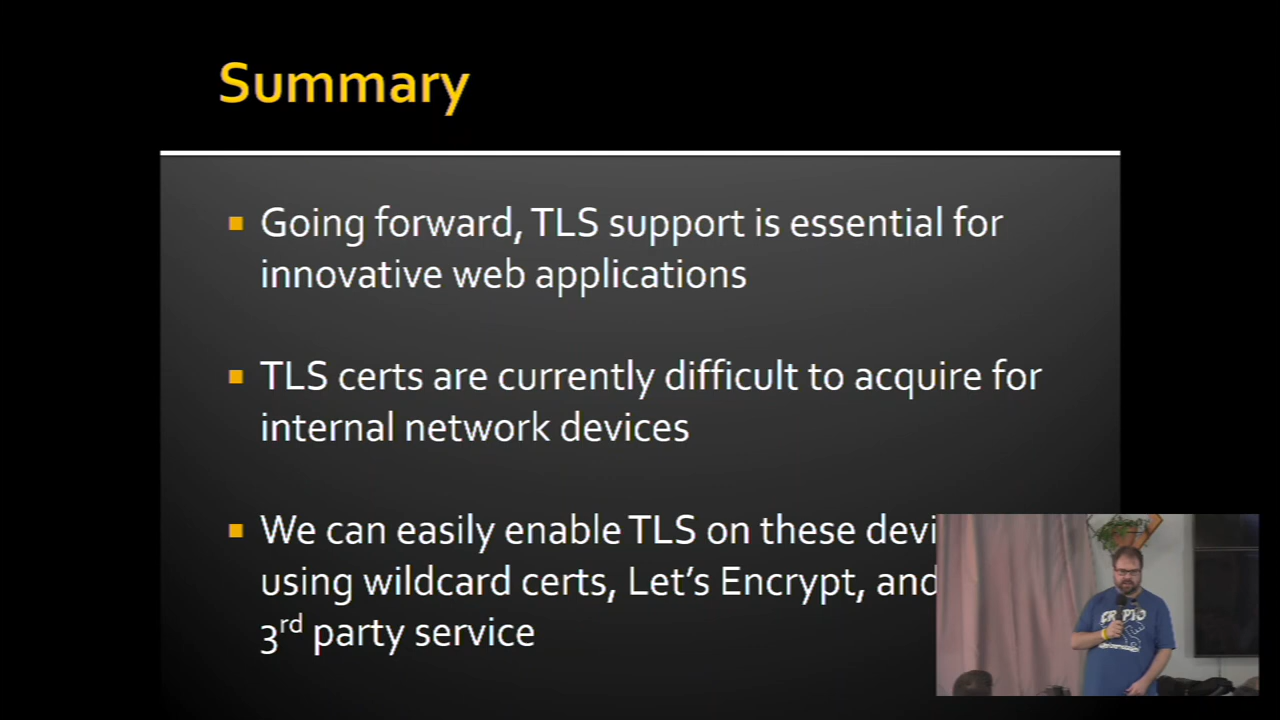 Summary
Going forward, TLS support is essential for
innovative web applications
TLS certs are currently difficult to acquire for
internal network devices
We can easily enable TLS on these devi
using wildcard certs, Let's Encrypt, and
3rd party service
CRYPTO